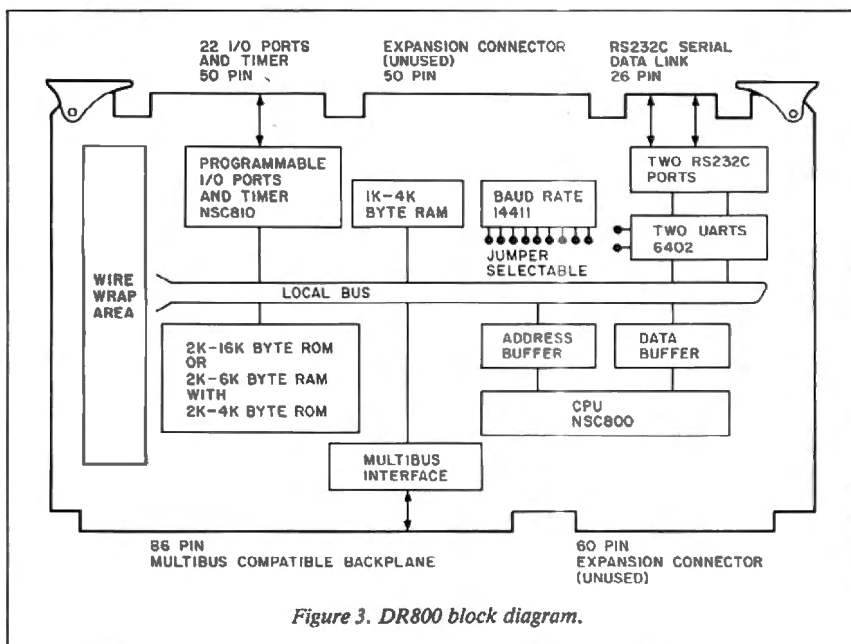 22 I/O PORTS
AND TIMER
50 PIN
EXPANSION CONNECTOR
(UNUSED)
50 PIN
RS232C SERIAL
DATA LINK
26 PIN
PROGRAMMABLE
I/O PORTS
AND TIMER
NSC810
1K-4K
BYTE RAM
BAUD RATE
14411
JUMPER
SELECTABLE
TWO RS232C
PORTS
TWO UARTS
6402
WIRE
WRAP
AREA
LOCAL BUS
2K-16K BYTE ROM
OR
2K-6K BYTE RAM
WITH
2K-4K BYTE ROM
ADDRESS
BUFFER
DATA
BUFFER
CPU
NSC800
MULTIBUS
INTERFACE
86 PIN
MULTIBUS COMPATIBLE BACKPLANE
60 PIN
EXPANSION CONNECTOR
(UNUSED)
Figure 3. DR800 block diagram.